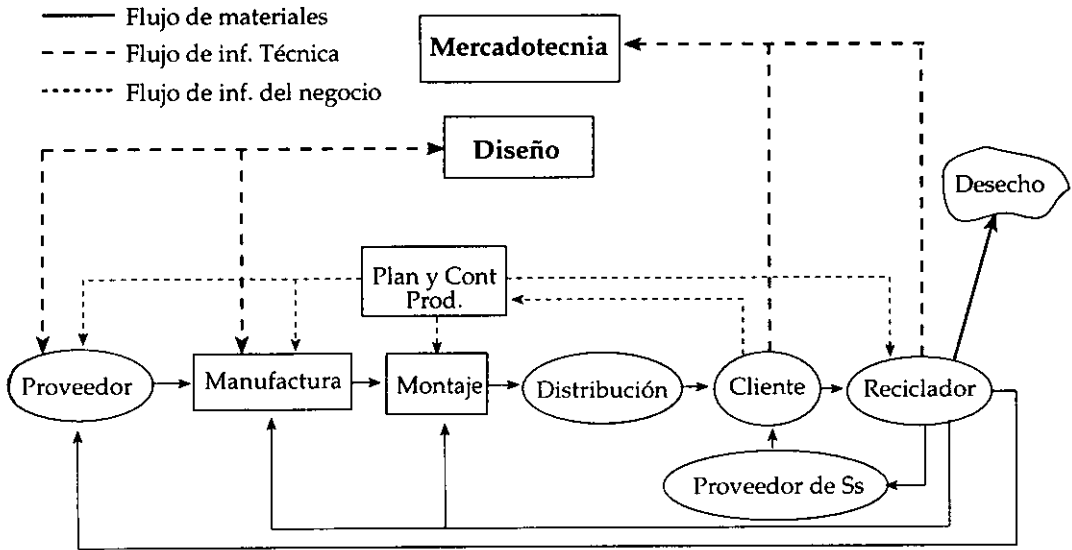 Flujo de materiales
Flujo de inf. Técnica
Flujo de inf. del negocio
Mercadotecnia
Diseño
Desecho
Plan y Cont
Prod.
Proveedor
Manufactura
Montaje
Distribución
Cliente
Reciclador
Proveedor de Ss